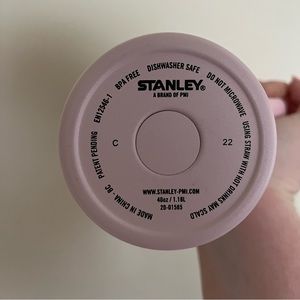 EN12546-1 BPA FREE DISHWASHER SAFE DO NOT MICROWAVE
STANLEY®
A BRAND OF PMI
USING STRAW WITH HOT DRINKS MAY SCALD
C
22
MADE IN CHINA · BC PATENT PENDING
WWW.STANLEY-PMI.COM
40oz / 1.18L
20-01585